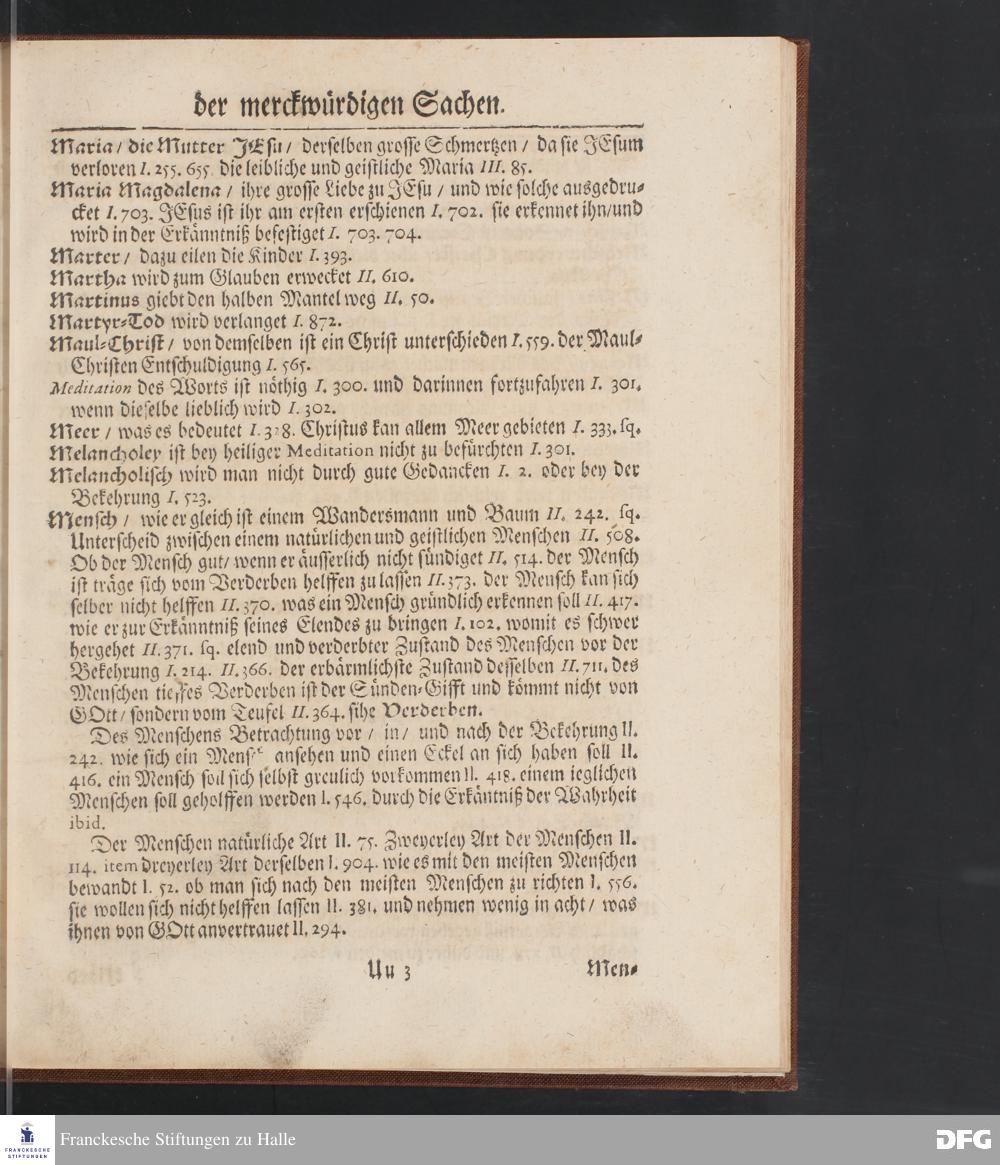 der merckwürdigen Sachen.
Maria / die Mutter JEsu / derselben grosse Schmertzen / da sie JEsum
verloren I. 255. 655. die leibliche und geistliche Maria III. 85.
Maria Magdalena / ihre grosse Liebe zu JEsu / und wie solche ausgedru-
cket I. 703. JEsus ist ihr am ersten erschienen I. 702. sie erkennet ihn / und
wird in der Erkänntniß befestiget I. 703. 704.
Marter / dazu eilen die Kinder I. 393.
Martha wird zum Glauben erwecket II. 610.
Martinus giebt den halben Mantel weg II. 50.
Martyr-Tod wird verlanget I. 872.
Maul-Christ / von demselben ist ein Christ unterschieden I. 559. der Maul-
Christen Entschuldigung I. 565.
Meditation des Worts ist nöthig I. 300. und darinnen fortzufahren I. 301.
wenn dieselbe lieblich wird I. 302.
Meer / was es bedeutet I. 328. Christus kan allem Meer gebieten I. 333. sq.
Melancholey ist bey heiliger Meditation nicht zu befürchten I. 301.
Melancholisch wird man nicht durch gute Gedancken I. 2. oder bey der
Bekehrung I. 523.
Mensch / wie er gleich ist einem Wandersmann und Baum II. 242. sq.
Unterscheid zwischen einem natürlichen und geistlichen Menschen II. 508.
Ob der Mensch gut / wenn er äusserlich nicht sündiget II. 514. der Mensch
ist träge sich vom Verderben helffen zu lassen II. 373. der Mensch kan sich
selber nicht helffen II. 370. was ein Mensch gründlich erkennen soll II. 417.
wie er zur Erkänntniß seines Elendes zu bringen I. 102. womit es schwer
hergehet II. 371. sq. elend und verderbter Zustand des Menschen vor der
Bekehrung I. 214. II. 366. der erbärmlichste Zustand desselben II. 711. des
Menschen tieffes Verderben ist der Sünden-Gifft und kömmt nicht von
GOtt / sondern vom Teufel II. 364. sihe Verderben.
Des Menschens Betrachtung vor / in / und nach der Bekehrung II.
242. wie sich ein Mensch ansehen und einen Eckel an sich haben soll II.
416. ein Mensch soll sich selbst greulich vorkommen II. 418. einem ieglichen
Menschen soll geholffen werden I. 546. durch die Erkäntniß der Wahrheit
ibid.
Der Menschen natürliche Art II. 75. Zweyerley Art der Menschen II.
114. item dreyerley Art derselben I. 904. wie es mit den meisten Menschen
bewandt I. 52. ob man sich nach den meisten Menschen zu richten I. 556.
sie wollen sich nicht helffen lassen II. 381. und nehmen wenig in acht / was
ihnen von GOtt anvertrauet II. 294.
Uu 3 Men-
FRANCKESCHE
STIFTUNGEN
Franckesche Stiftungen zu Halle
DFG